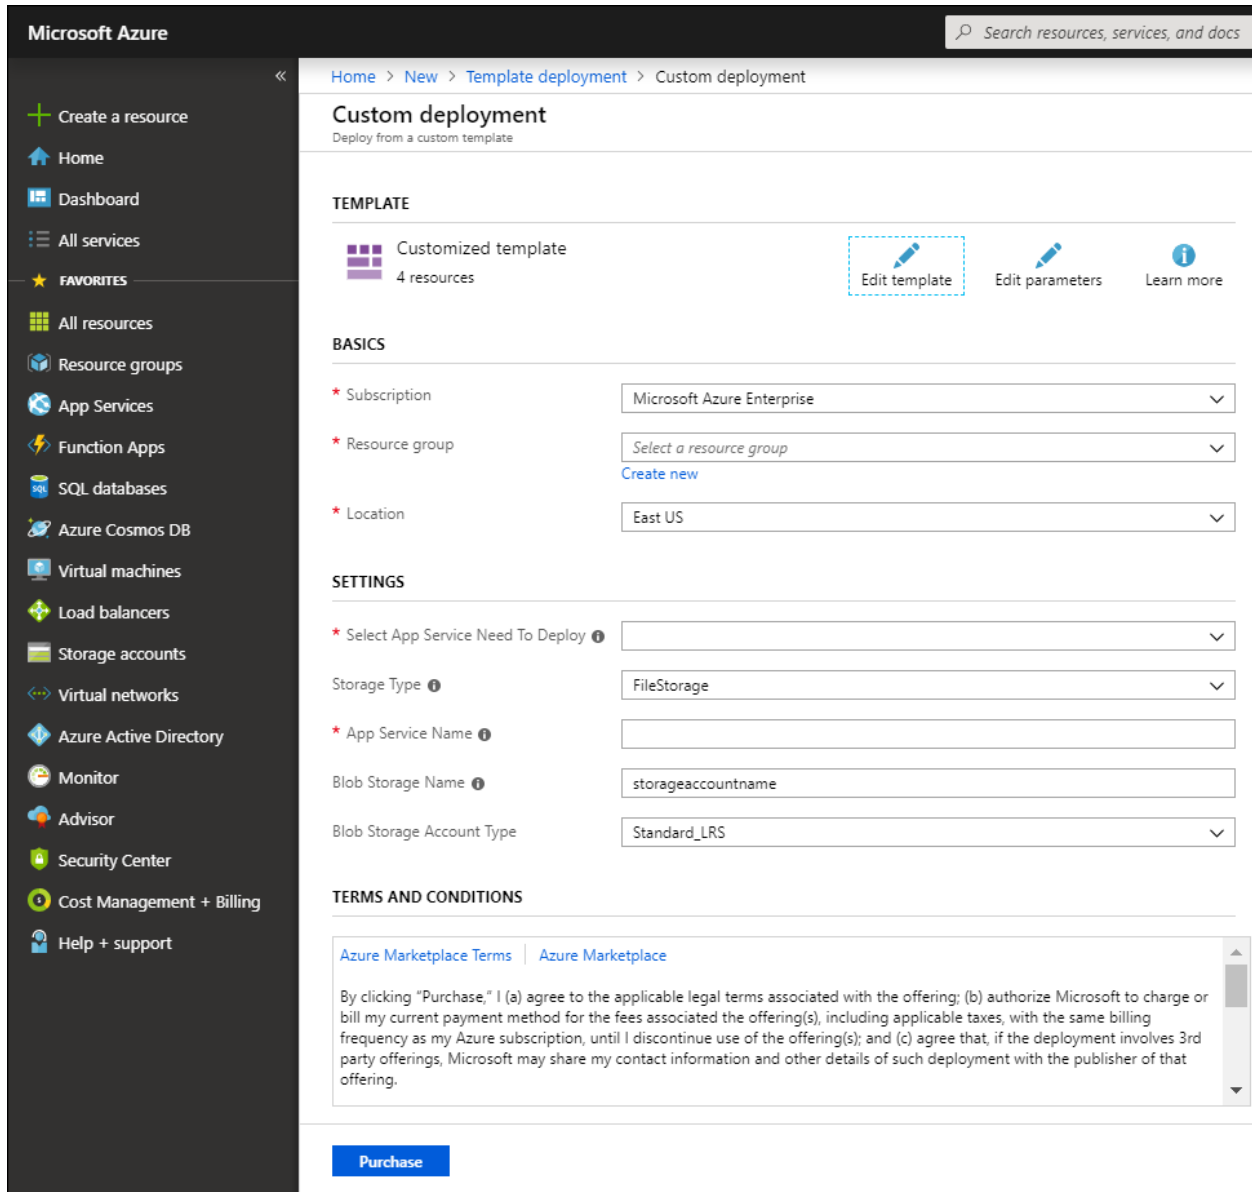 Microsoft Azure
Search resources, services, and docs
«
Home > New > Template deployment > Custom deployment
Create a resource
Home
Dashboard
All services
FAVORITES
All resources
Resource groups
App Services
Function Apps
SQL databases
Azure Cosmos DB
Virtual machines
Load balancers
Storage accounts
Virtual networks
Azure Active Directory
Monitor
Advisor
Security Center
Cost Management + Billing
Help + support
Custom deployment
Deploy from a custom template
TEMPLATE
Customized template
4 resources
Edit template
Edit parameters
Learn more
BASICS
* Subscription
Microsoft Azure Enterprise
* Resource group
Select a resource group
Create new
* Location
East US
SETTINGS
* Select App Service Need To Deploy
Storage Type
FileStorage
* App Service Name
Blob Storage Name
storageaccountname
Blob Storage Account Type
Standard_LRS
TERMS AND CONDITIONS
Azure Marketplace Terms | Azure Marketplace
By clicking “Purchase,” I (a) agree to the applicable legal terms associated with the offering; (b) authorize Microsoft to charge or
bill my current payment method for the fees associated the offering(s), including applicable taxes, with the same billing
frequency as my Azure subscription, until I discontinue use of the offering(s); and (c) agree that, if the deployment involves 3rd
party offerings, Microsoft may share my contact information and other details of such deployment with the publisher of that
offering.
Purchase